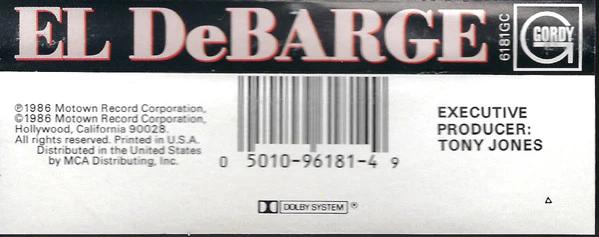 EL DeBARGE
6181GC
GORDY
℗1986 Motown Record Corporation,
©1986 Motown Record Corporation,
Hollywood, California 90028.
All rights reserved. Printed in U.S.A.
Distributed in the United States
by MCA Distributing, Inc.
0 5010-96181-4 9
EXECUTIVE
PRODUCER:
TONY JONES
DOLBY SYSTEM ®